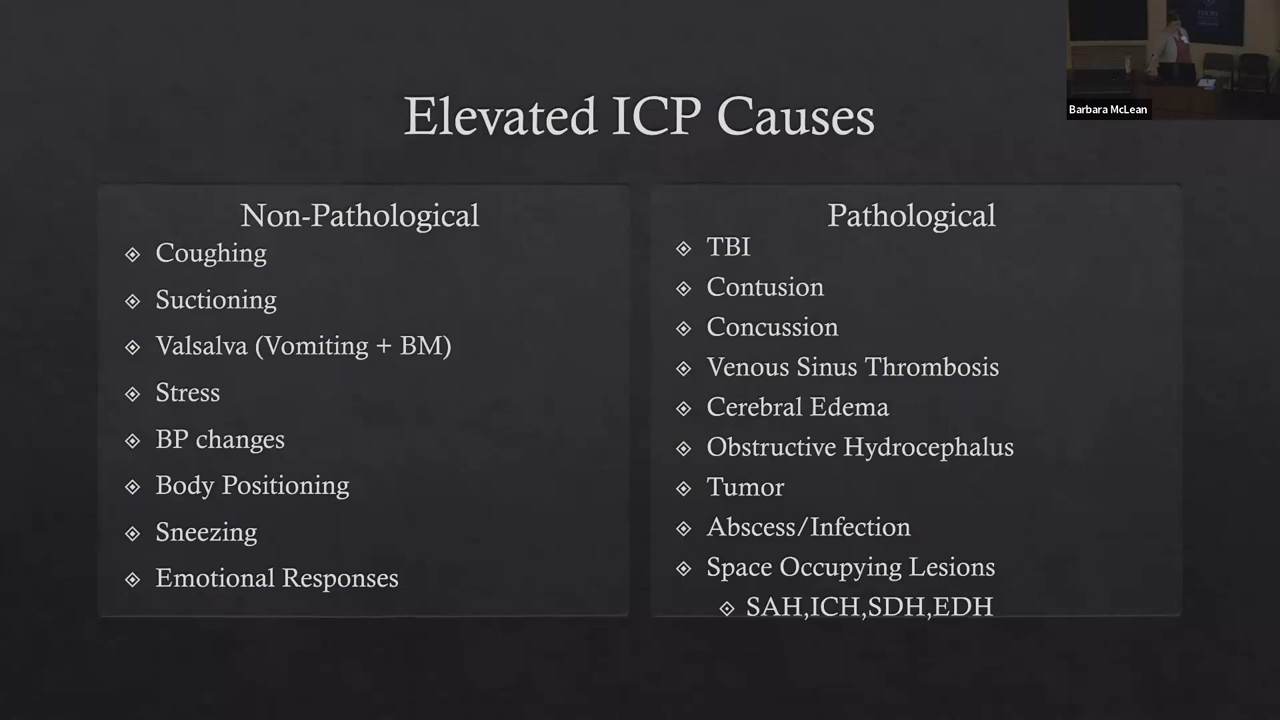 Barbara McLean
Elevated ICP Causes
Non-Pathological
Coughing
Suctioning
Valsalva (Vomiting + BM)
Stress
BP changes
Body Positioning
Sneezing
Emotional Responses
Pathological
TBI
Contusion
Concussion
Venous Sinus Thrombosis
Cerebral Edema
Obstructive Hydrocephalus
Tumor
Abscess/Infection
Space Occupying Lesions
SAH,ICH,SDH,EDH